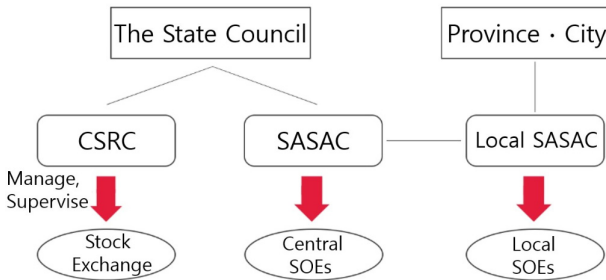 The State Council
Province · City
CSRC
SASAC
Local SASAC
Manage,
Supervise
Stock
Exchange
Central
SOEs
Local
SOEs